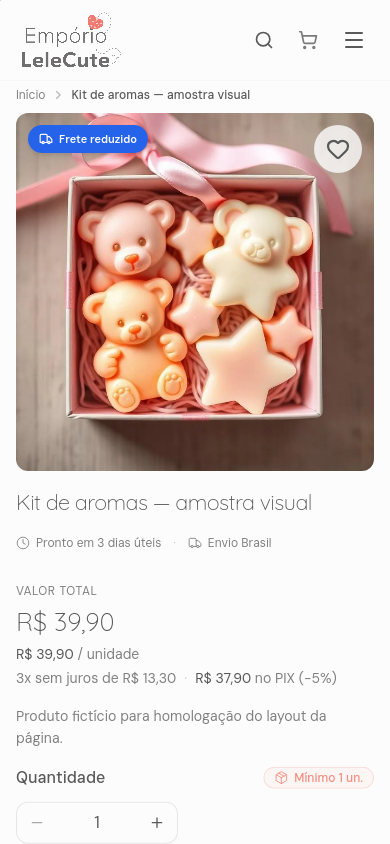 Empório
LeleCute
Início > Kit de aromas — amostra visual
Frete reduzido
Kit de aromas — amostra visual
Pronto em 3 dias úteis · Envio Brasil
VALOR TOTAL
R$ 39,90
R$ 39,90 / unidade
3x sem juros de R$ 13,30 · R$ 37,90 no PIX (−5%)
Produto fictício para homologação do layout da
página.
Quantidade
Mínimo 1 un.
− 1 +